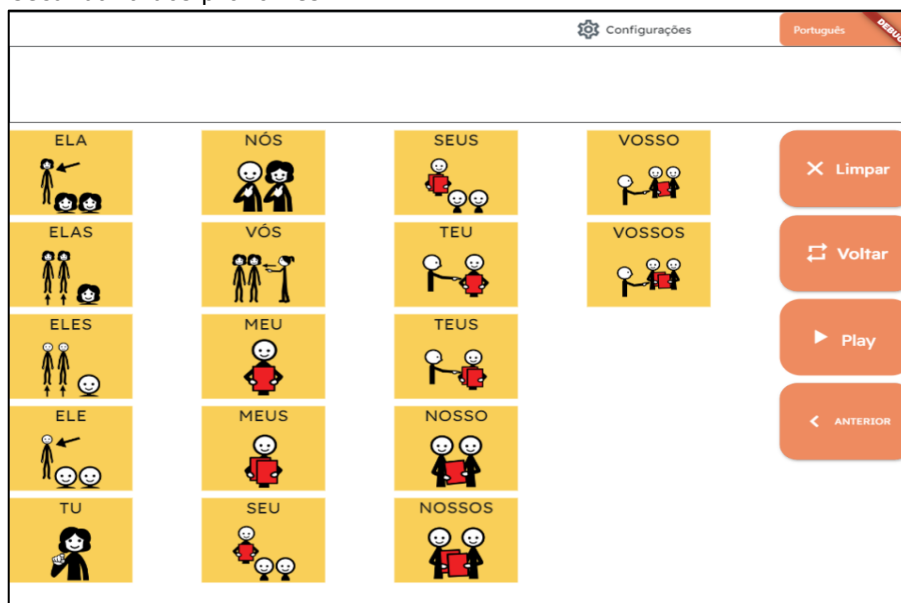 Configurações
Português
DEBUG
ELA
NÓS
SEUS
VOSSO
Limpar
ELAS
VÓS
TEU
VOSSOS
Voltar
ELES
MEU
TEUS
Play
ELE
MEUS
NOSSO
ANTERIOR
TU
SEU
NOSSOS